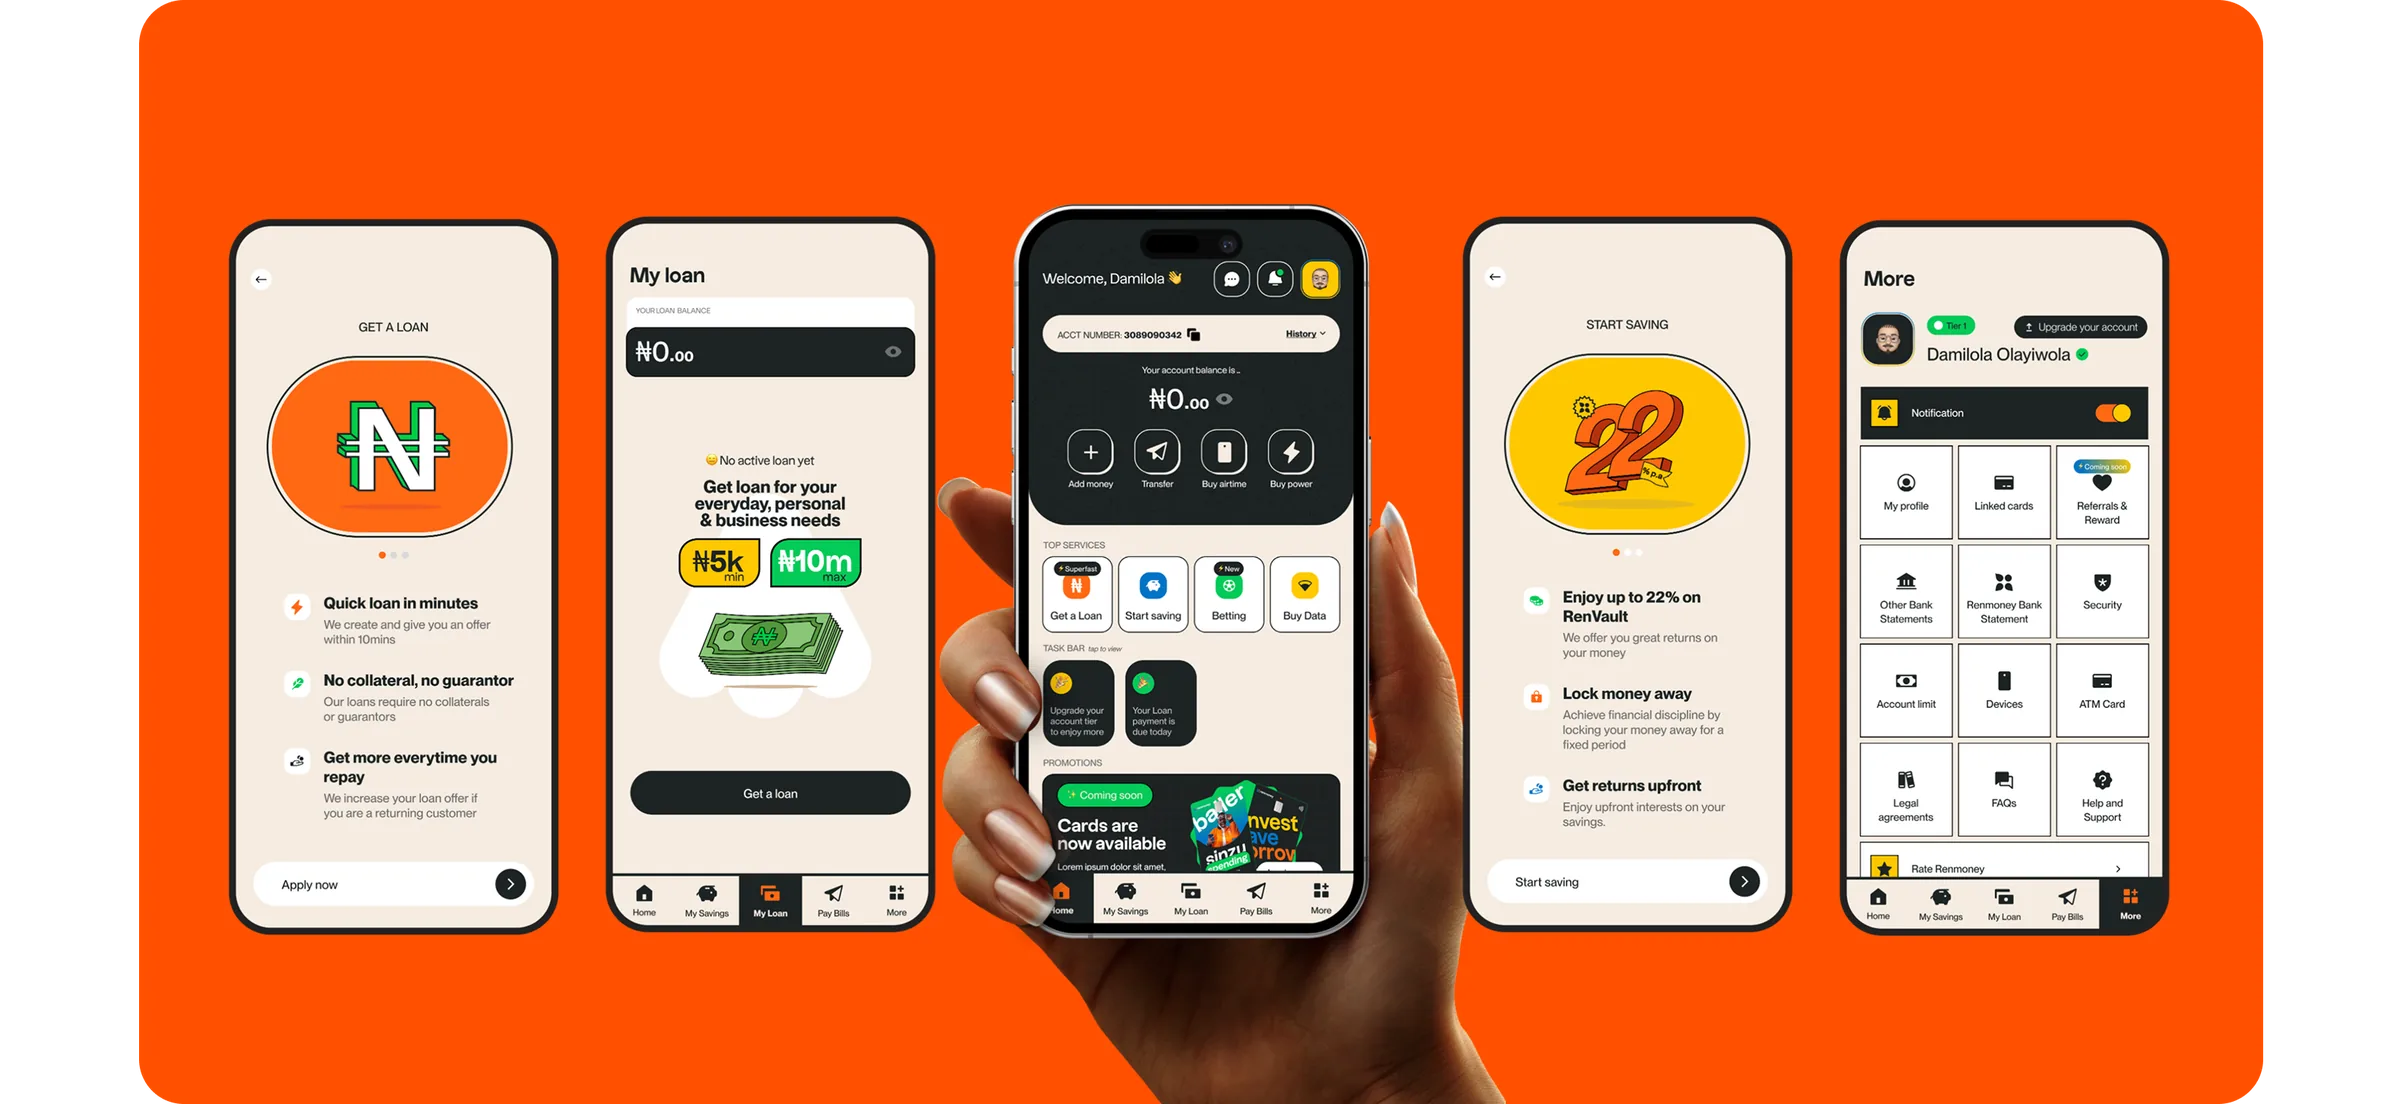 GET A LOAN
₦
Quick loan in minutes
We create and give you an offer
within 10mins
No collateral, no guarantor
Our loans require no collaterals
or guarantors
Get more everytime you
repay
We increase your loan offer if
you are a returning customer
Apply now
My loan
YOUR LOAN BALANCE
₦0.00
No active loan yet
Get loan for your
everyday, personal
& business needs
₦5k
min
₦10m
max
₦
Get a loan
Home
My Savings
My Loan
Pay Bills
More
Welcome, Damilola 👋
ACCT NUMBER: 3089090342
History
Your account balance is ..
₦0.00
Add money
Transfer
Buy airtime
Buy power
TOP SERVICES
Superfast
₦
Get a Loan
Start saving
New
Betting
Buy Data
TASK BAR tap to view
Upgrade your
account tier
to enjoy more
Your Loan
payment is
due today
PROMOTIONS
Coming soon
Cards are
now available
Lorem ipsum dolor sit amet,
baller
sinzu
spending
ome
My Savings
My Loan
Pay Bills
More
START SAVING
22
% p.a
Enjoy up to 22% on
RenVault
We offer you great returns on
your money
Lock money away
Achieve financial discipline by
locking your money away for a
fixed period
Get returns upfront
Enjoy upfront interests on your
savings.
Start saving
More
Tier 1
Upgrade your account
Damilola Olayiwola
Notification
My profile
Linked cards
Coming soon
Referrals &
Reward
Other Bank
Statements
Renmoney Bank
Statement
Security
Account limit
Devices
ATM Card
Legal
agreements
FAQs
Help and
Support
Rate Renmoney
Home
My Savings
My Loan
Pay Bills
More